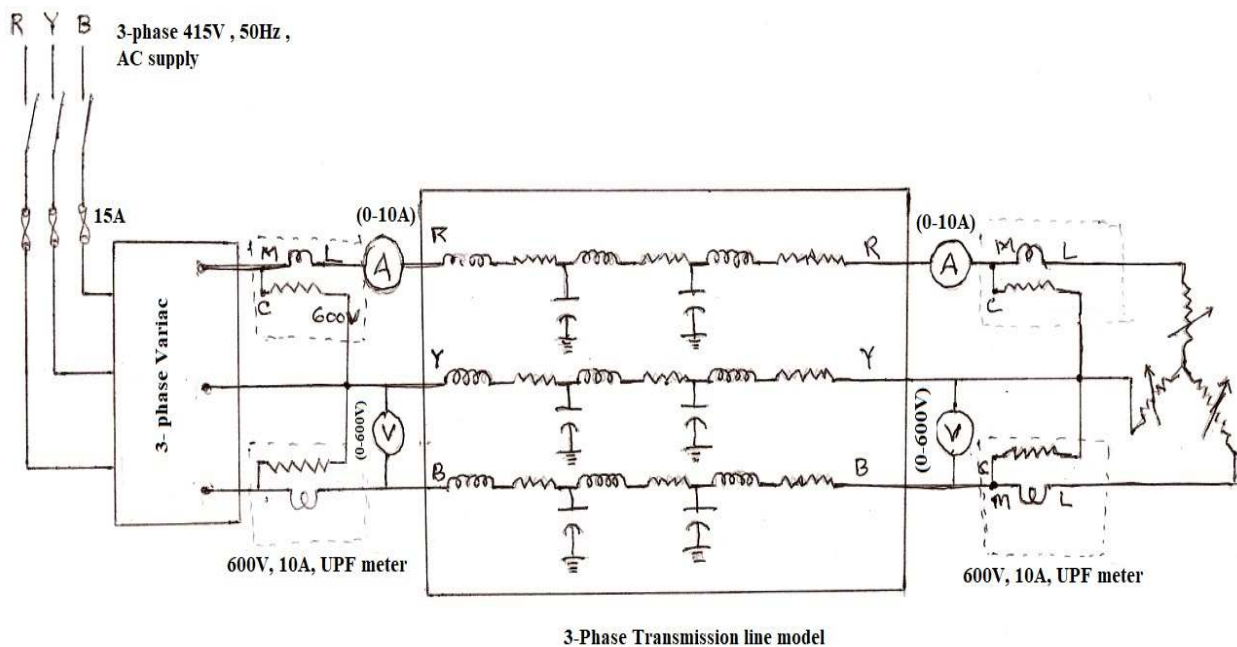 R Y B
3-phase 415V , 50Hz ,
AC supply
15A
3- phase Variac
M L
C
600V
(0-10A)
A
R R
Y Y
B B
V
(0-600V)
600V, 10A, UPF meter
(0-10A)
A
M L
C
V
(0-600V)
C
M L
600V, 10A, UPF meter
3-Phase Transmission line model